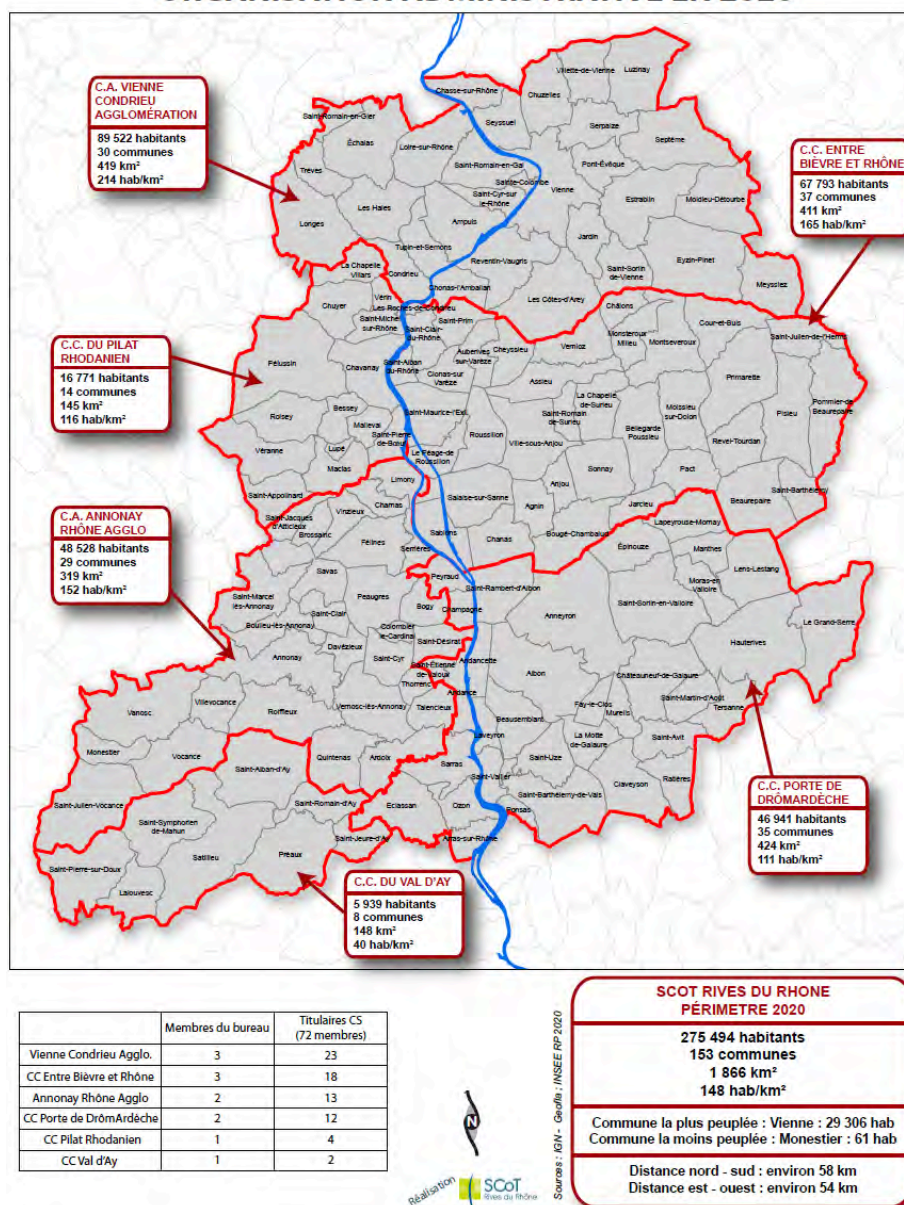 ORGANISATION ADMINISTRATIVE EN 2020
C.A. VIENNE
CONDRIEU
AGGLOMÉRATION
89 522 habitants
30 communes
419 km²
214 hab/km²
C.C. ENTRE
BIÈVRE ET RHÔNE
67 793 habitants
37 communes
411 km²
165 hab/km²
C.C. DU PILAT
RHODANIEN
16 771 habitants
14 communes
145 km²
116 hab/km²
C.A. ANNONAY
RHÔNE AGGLO
48 528 habitants
29 communes
319 km²
152 hab/km²
C.C. PORTE DE
DRÔMARDÈCHE
46 941 habitants
35 communes
424 km²
111 hab/km²
C.C. DU VAL D'AY
5 939 habitants
8 communes
148 km²
40 hab/km²
Chasse-sur-Rhône
Villette-de-Vienne
Luzinay
Chuzelles
Seyssuel
Serpaize
Septème
Saint-Romain-en-Gier
Échalas
Loire-sur-Rhône
Saint-Romain-en-Gal
Pont-Évêque
Trèves
Sainte-Colombe
Vienne
Saint-Cyr-sur
le-Rhône
Estrablin
Moidieu-Détourbe
Les Haies
Longes
Ampuis
Jardin
Tupin-et-Semons
Reventin-Vaugris
Saint-Sorlin
de-Vienne
Eyzin-Pinet
La Chapelle
Villars
Condrieu
Chonas-l'Amballan
Les Côtes-d'Arey
Meyssiez
Chuyer
Vérin
Les Roches-de-Condrieu
Saint-Michel
sur-Rhône
Saint-Clair
du-Rhône
Saint-Prim
Châlons
Cour-et-Buis
Monsteroux
Milieu
Montseveroux
Saint-Julien-de-l'Herms
Vernioz
Cheyssieu
Auberives
sur-Varèze
Pélussin
Chavanay
Saint-Alban
du-Rhône
Clonas-sur
Varèze
Assieu
Primarette
La Chapelle
de-Surieu
Roisey
Bessey
Malleval
Saint-Maurice-l'Exil
Saint-Romain
de-Surieu
Moissieu
sur-Dolon
Pisieu
Pommier-de
Beaurepaire
Bellegarde
Poussieu
Roussillon
Ville-sous-Anjou
Revel-Tourdan
Véranne
Lupé
Saint-Pierre
de-Bœuf
Le Péage-de
Roussillon
Maclas
Sonnay
Pact
Anjou
Saint-Appolinard
Limony
Salaise-sur-Sanne
Agnin
Jarcieu
Beaurepaire
Saint-Barthélemy
Saint-Jacques
d'Atticieux
Vinzieux
Charnas
Sablons
Chanas
Bougé-Chambalud
Lapeyrouse-Mornay
Brossainc
Félines
Serrières
Épinouze
Manthes
Lens-Lestang
Savas
Peyraud
Saint-Rambert-d'Albon
Moras-en
Valloire
Saint-Marcel
lès-Annonay
Peaugres
Bogy
Champagne
Anneyron
Saint-Sorlin-en-Valloire
Saint-Clair
Boulieu-lès-Annonay
Colombier
le-Cardinal
Le Grand-Serre
Davézieux
Saint-Désirat
Hauterives
Annonay
Saint-Cyr
Saint-Étienne
de-Valoux
Andancette
Albon
Châteauneuf-de-Galaure
Thorrenc
Andance
Villevocance
Vernosc-lès-Annonay
Talencieux
Saint-Martin-d'Août
Tersanne
Fay-le-Clos
Mureils
Vanosc
Roiffieux
Beausemblant
Laveyron
La Motte
de-Galaure
Saint-Avit
Monestier
Vocance
Quintenas
Ardoix
Sarras
Saint-Uze
Saint-Alban-d'Ay
Saint-Vallier
Claveyson
Ratières
Saint-Julien-Vocance
Saint-Romain-d'Ay
Eclassan
Ozon
Saint-Barthélemy-de-Vals
Saint-Symphorien
de-Mahun
Ponsas
Saint-Jeure-d'Ay
Arras-sur-Rhône
Satillieu
Préaux
Saint-Pierre-sur-Doux
Lalouvesc
Membres du bureau
Titulaires CS
(72 membres)
Vienne Condrieu Agglo. 3 23
CC Entre Bièvre et Rhône 3 18
Annonay Rhône Agglo 2 13
CC Porte de DrômArdèche 2 12
CC Pilat Rhodanien 1 4
CC Val d'Ay 1 2
N
Réalisation
SCoT
Rives du Rhône
Sources : IGN - Geofla ; INSEE RP2020
SCOT RIVES DU RHONE
PÉRIMETRE 2020
275 494 habitants
153 communes
1 866 km²
148 hab/km²
Commune la plus peuplée : Vienne : 29 306 hab
Commune la moins peuplée : Monestier : 61 hab
Distance nord - sud : environ 58 km
Distance est - ouest : environ 54 km